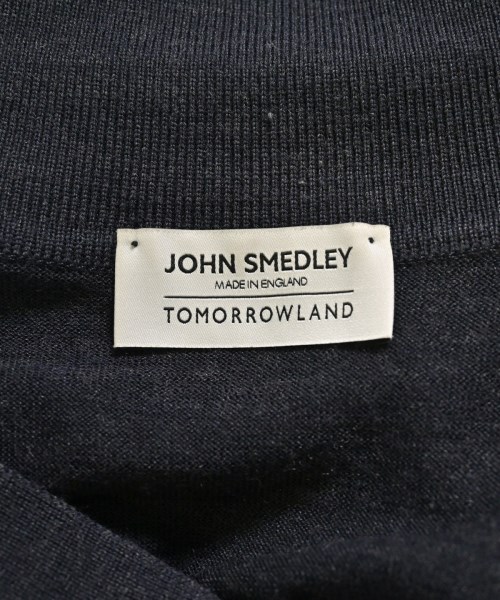 JOHN SMEDLEY
MADE IN ENGLAND
TOMORROWLAND